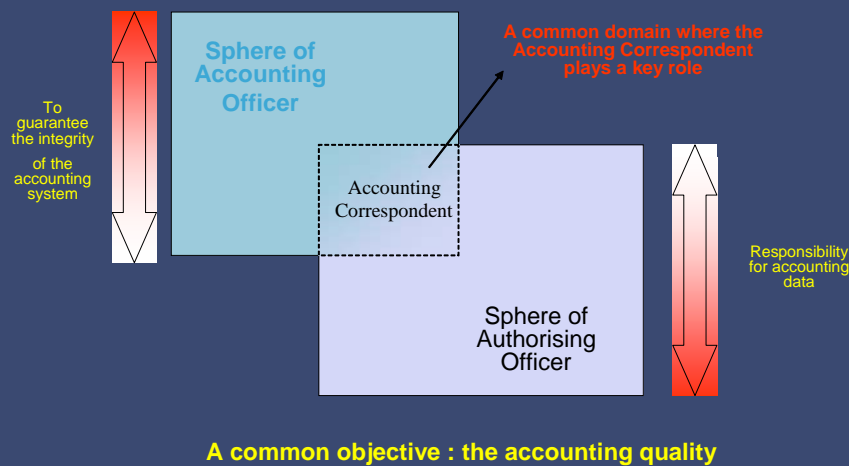 Sphere of
Accounting
Officer
A common domain where the
Accounting Correspondent
plays a key role
To
guarantee
the integrity
of the
accounting
system
Accounting
Correspondent
Responsibility
for accounting
data
Sphere of
Authorising
Officer
A common objective : the accounting quality